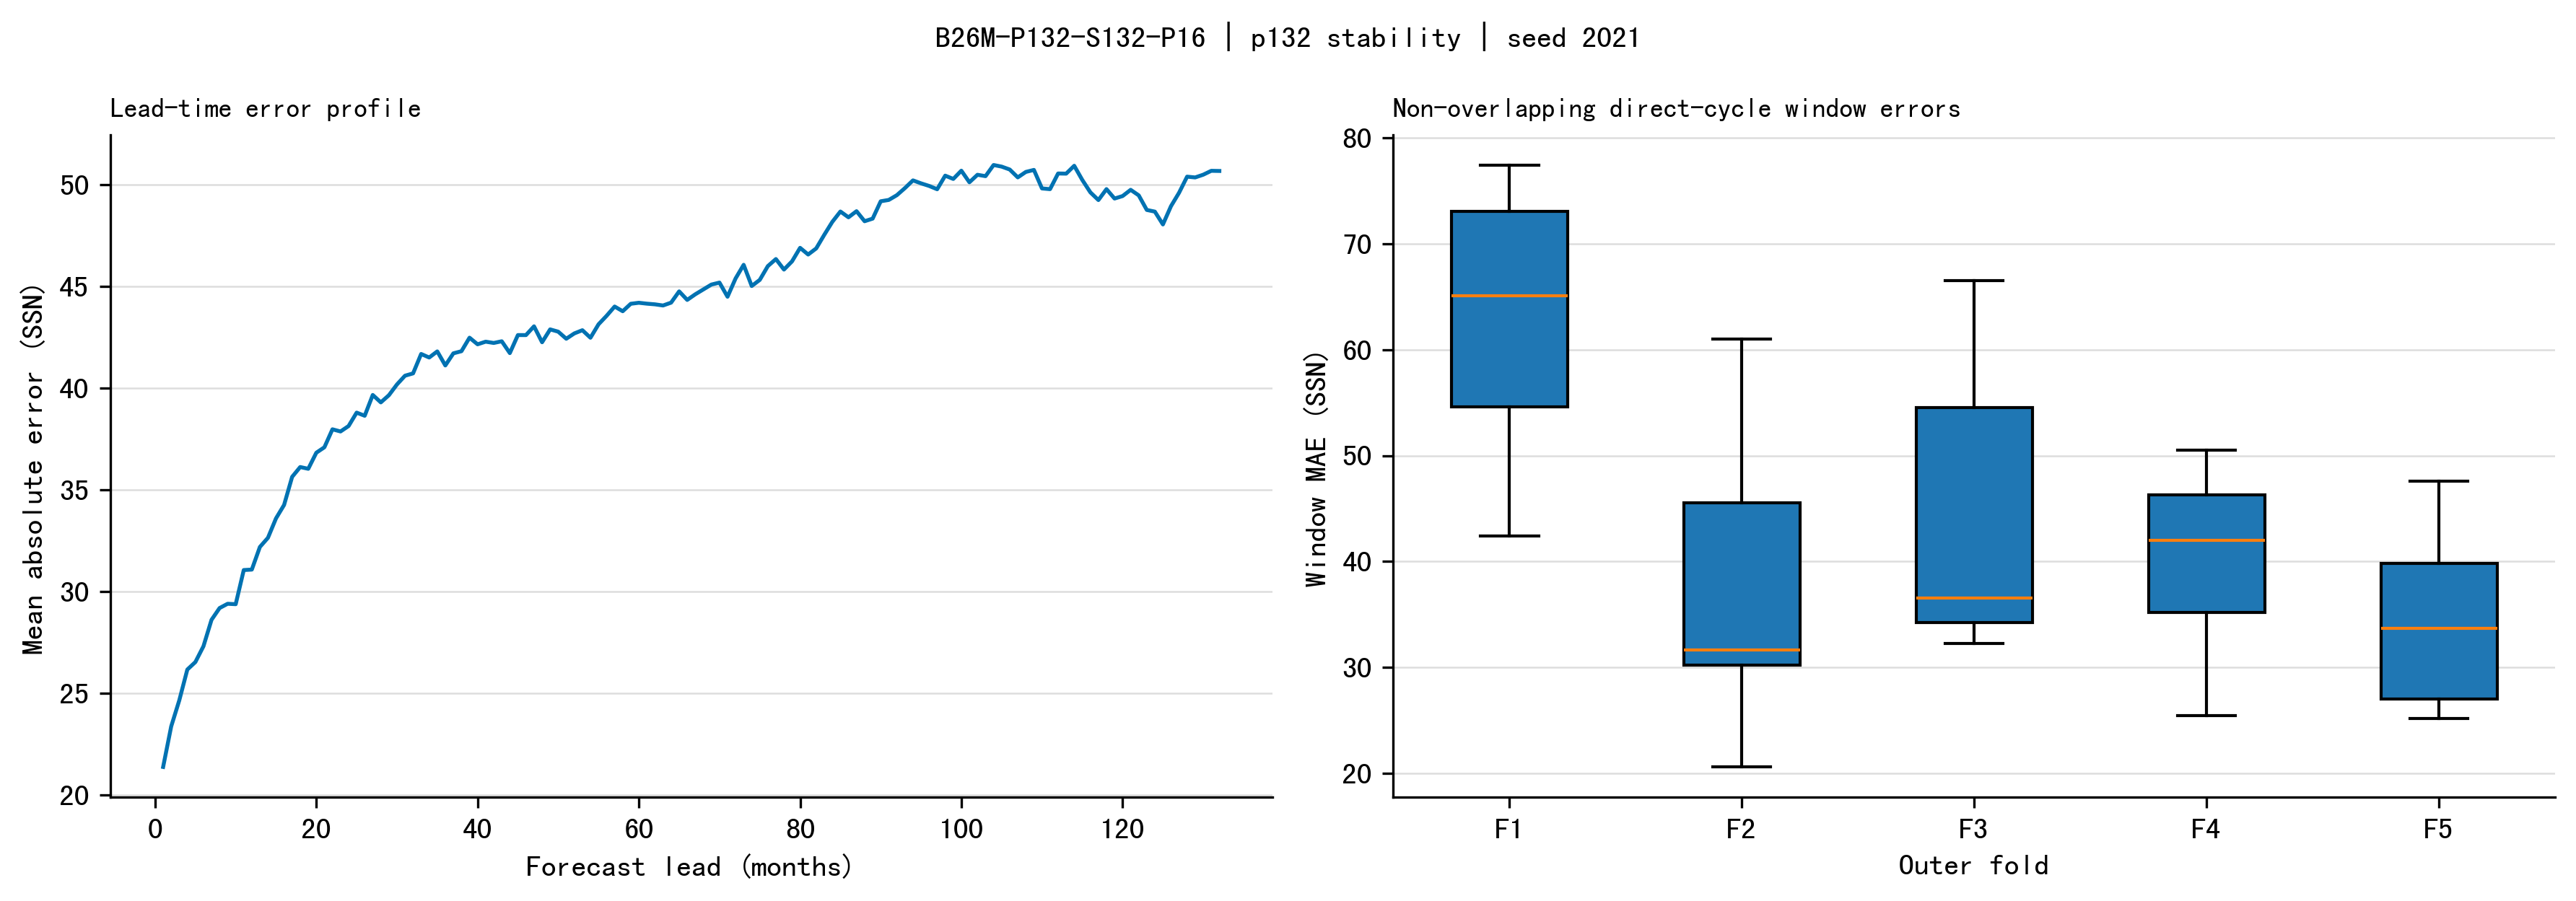 B26M-P132-S132-P16 | p132 stability | seed 2021
Lead-time error profile
Mean absolute error (SSN)
50
45
40
35
30
25
20
0 20 40 60 80 100 120
Forecast lead (months)
Non-overlapping direct-cycle window errors
Window MAE (SSN)
80
70
60
50
40
30
20
F1 F2 F3 F4 F5
Outer fold